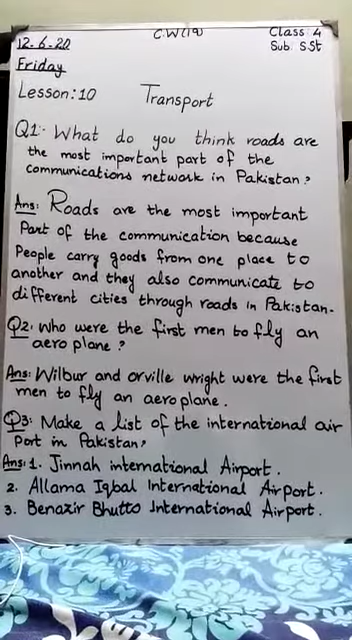 12-6-20 C.W(19) Class: 4
Friday Sub: S.St
Lesson:10 Transport
Q1: What do you think roads are
the most important part of the
communications network in Pakistan?
Ans: Roads are the most important
Part of the communication because
People carry goods from one place to
another and they also communicate to
different cities through roads in Pakistan.
Q2: Who were the first men to fly an
aero plane?
Ans: Wilbur and orville wright were the first
men to fly an aero plane.
Q3: Make a list of the international air
port in Pakistan?
Ans: 1. Jinnah international Airport.
2. Allama Iqbal International Airport.
3. Benazir Bhutto International Airport.